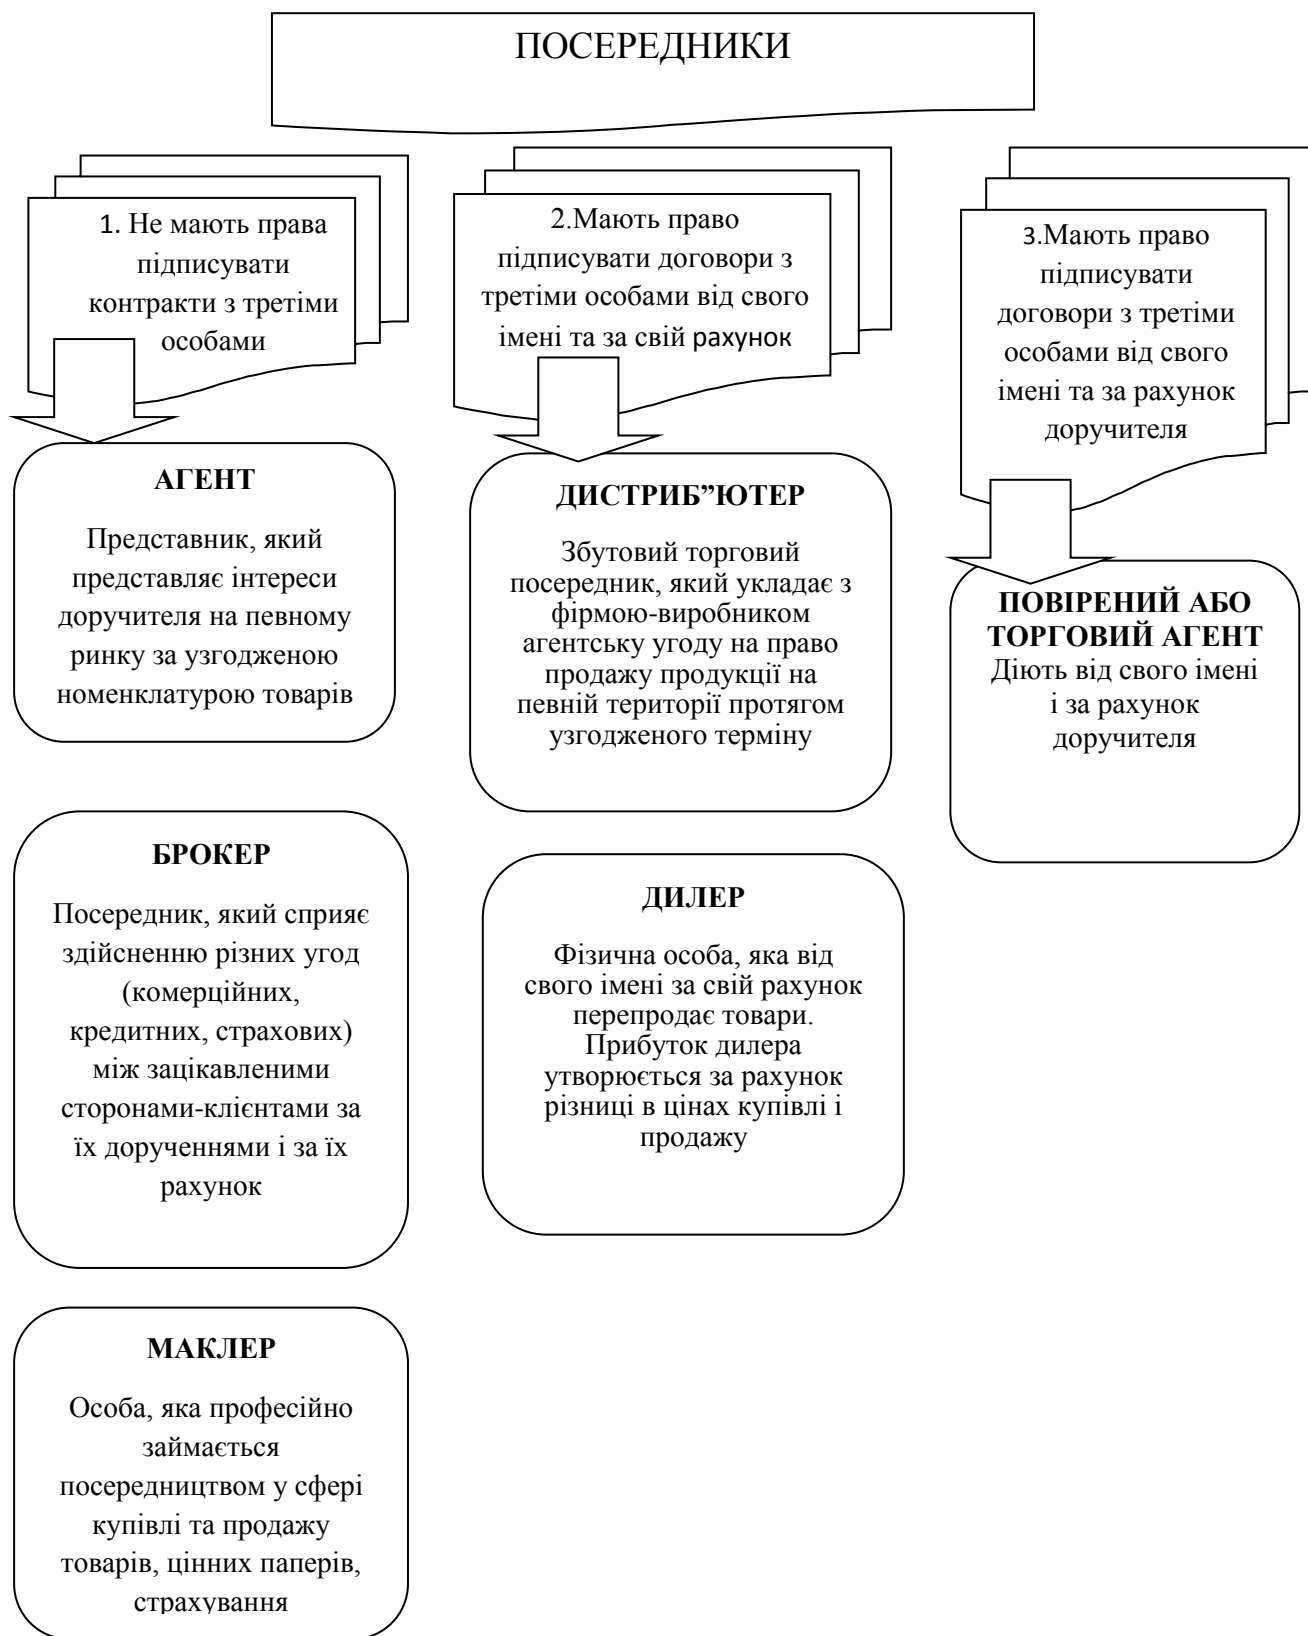 ПОСЕРЕДНИКИ
1. Не мають права
підписувати
контракти з третіми
особами
2.Мають право
підписувати договори з
третіми особами від свого
імені та за свій рахунок
3.Мають право
підписувати
договори з третіми
особами від свого
імені та за рахунок
доручителя
АГЕНТ
Представник, який
представляє інтереси
доручителя на певному
ринку за узгодженою
номенклатурою товарів
ДИСТРИБ”ЮТЕР
Збутовий торговий
посередник, який укладає з
фірмою-виробником
агентську угоду на право
продажу продукції на
певній території протягом
узгодженого терміну
ПОВІРЕНИЙ АБО
ТОРГОВИЙ АГЕНТ
Діють від свого імені
і за рахунок
доручителя
БРОКЕР
Посередник, який сприяє
здійсненню різних угод
(комерційних,
кредитних, страхових)
між зацікавленими
сторонами-клієнтами за
їх дорученнями і за їх
рахунок
ДИЛЕР
Фізична особа, яка від
свого імені за свій рахунок
перепродає товари.
Прибуток дилера
утворюється за рахунок
різниці в цінах купівлі і
продажу
МАКЛЕР
Особа, яка професійно
займається
посередництвом у сфері
купівлі та продажу
товарів, цінних паперів,
страхування